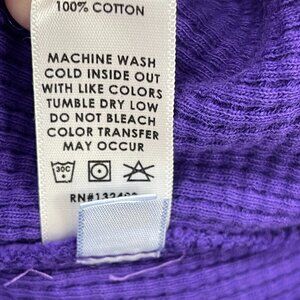 100% COTTON
MACHINE WASH
COLD INSIDE OUT
WITH LIKE COLORS
TUMBLE DRY LOW
DO NOT BLEACH
COLOR TRANSFER
MAY OCCUR
30C